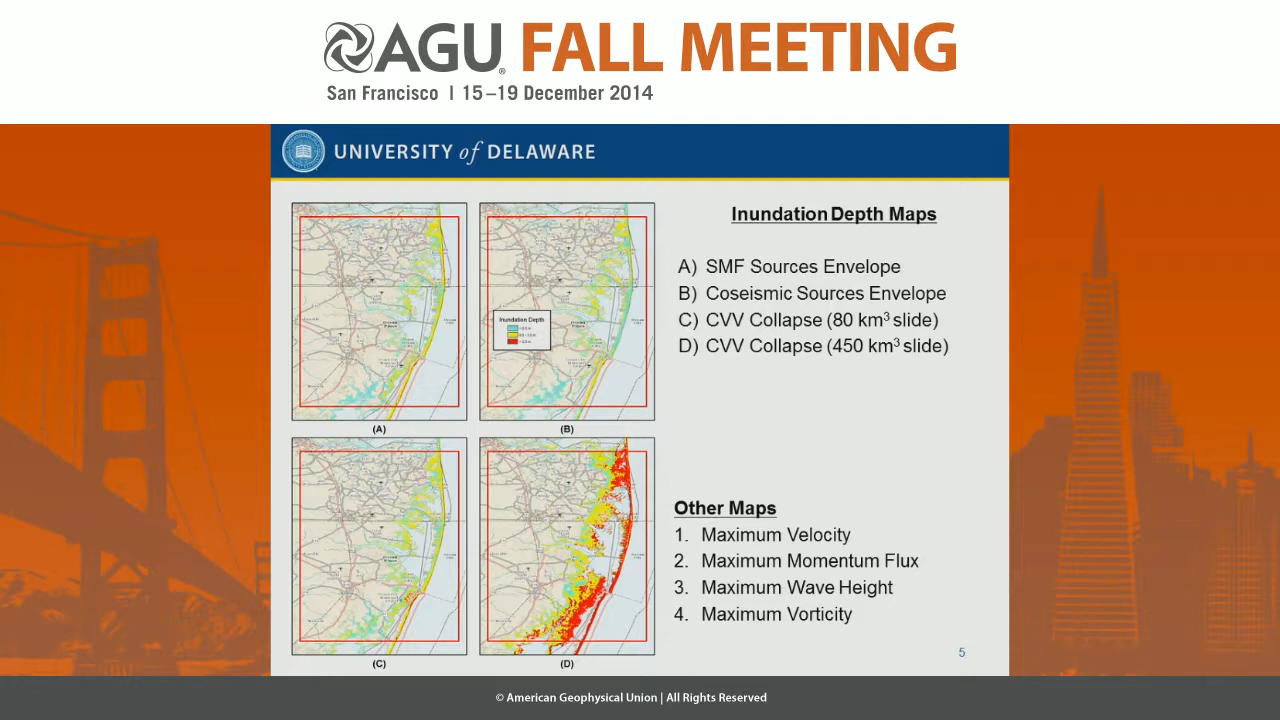 AGU FALL MEETING
San Francisco | 15–19 December 2014
UNIVERSITY of DELAWARE
Inundation Depth Maps
A) SMF Sources Envelope
B) Coseismic Sources Envelope
C) CVV Collapse (80 km³ slide)
D) CVV Collapse (450 km³ slide)
Inundation Depth
(A)
(B)
(C)
(D)
Other Maps
1. Maximum Velocity
2. Maximum Momentum Flux
3. Maximum Wave Height
4. Maximum Vorticity
5
© American Geophysical Union | All Rights Reserved